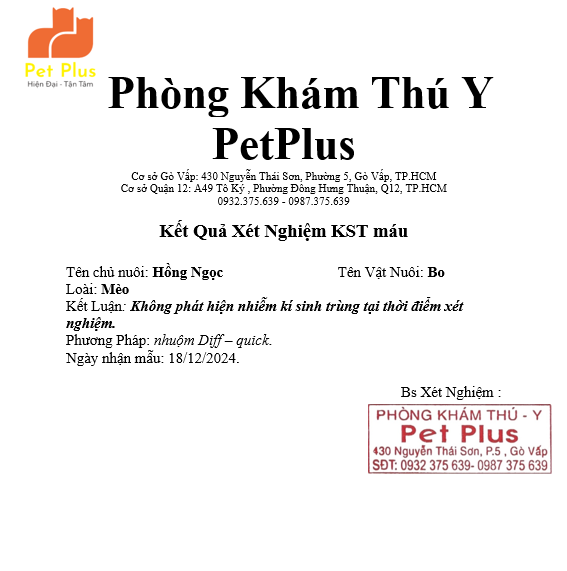 Pet Plus
Hiện Đại - Tận Tâm
Phòng Khám Thú Y
PetPlus
Cơ sở Gò Vấp: 430 Nguyễn Thái Sơn, Phường 5, Gò Vấp, TP.HCM
Cơ sở Quận 12: A49 Tô Ký , Phường Đông Hưng Thuận, Q12, TP.HCM
0932.375.639 - 0987.375.639
Kết Quả Xét Nghiệm KST máu
Tên chủ nuôi: Hồng Ngọc Tên Vật Nuôi: Bo
Loài: Mèo
Kết Luận: Không phát hiện nhiễm kí sinh trùng tại thời điểm xét
nghiệm.
Phương Pháp: nhuộm Diff – quick.
Ngày nhận mẫu: 18/12/2024.
Bs Xét Nghiệm :
PHÒNG KHÁM THÚ - Y
Pet Plus
430 Nguyễn Thái Sơn, P.5 , Gò Vấp
SĐT: 0932 375 639- 0987 375 639